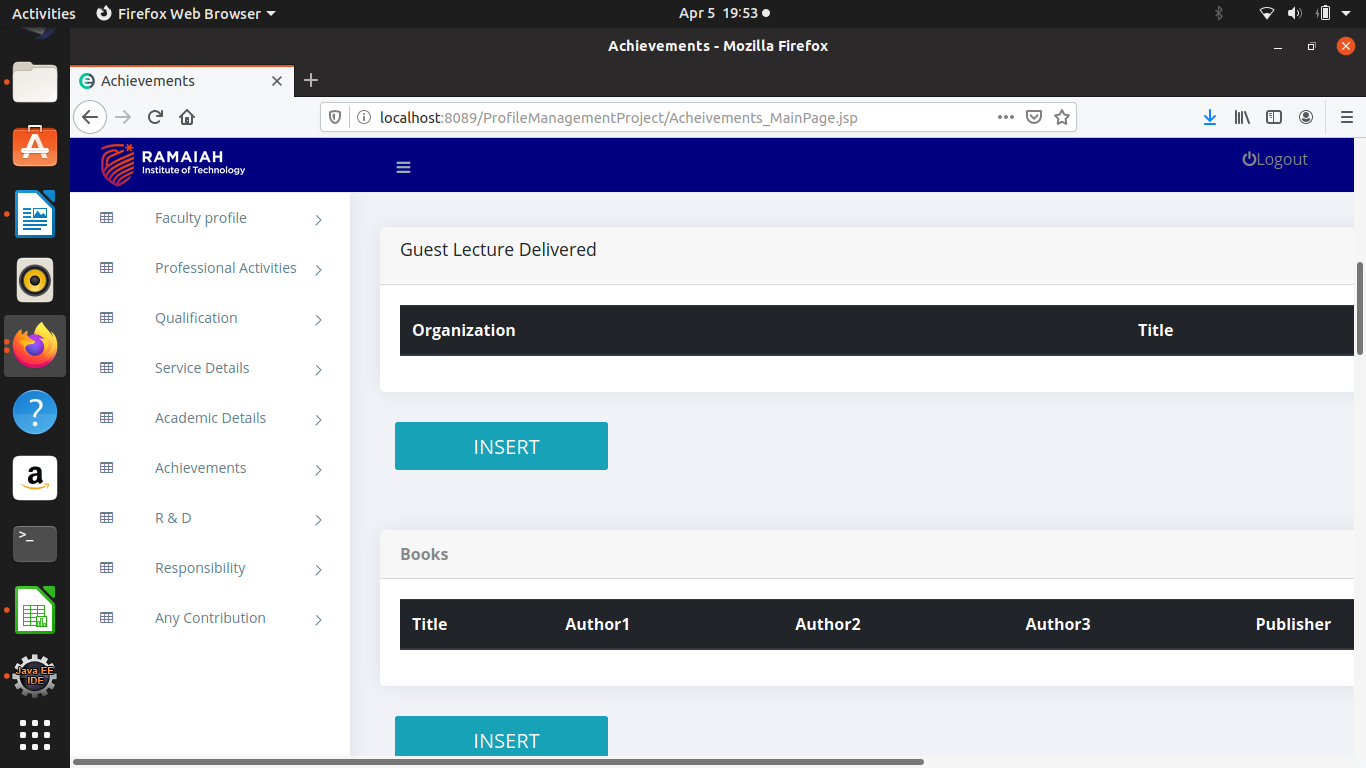 Activities
Firefox Web Browser
Apr 5 19:53
Achievements - Mozilla Firefox
Achievements
localhost:8089/ProfileManagementProject/Acheivements_MainPage.jsp
RAMAIAH
Institute of Technology
Logout
Faculty profile
Professional Activities
Qualification
Service Details
Academic Details
Achievements
R & D
Responsibility
Any Contribution
Guest Lecture Delivered
Organization Title
INSERT
Books
Title Author1 Author2 Author3 Publisher
INSERT
?
a
>_
Java EE
IDE